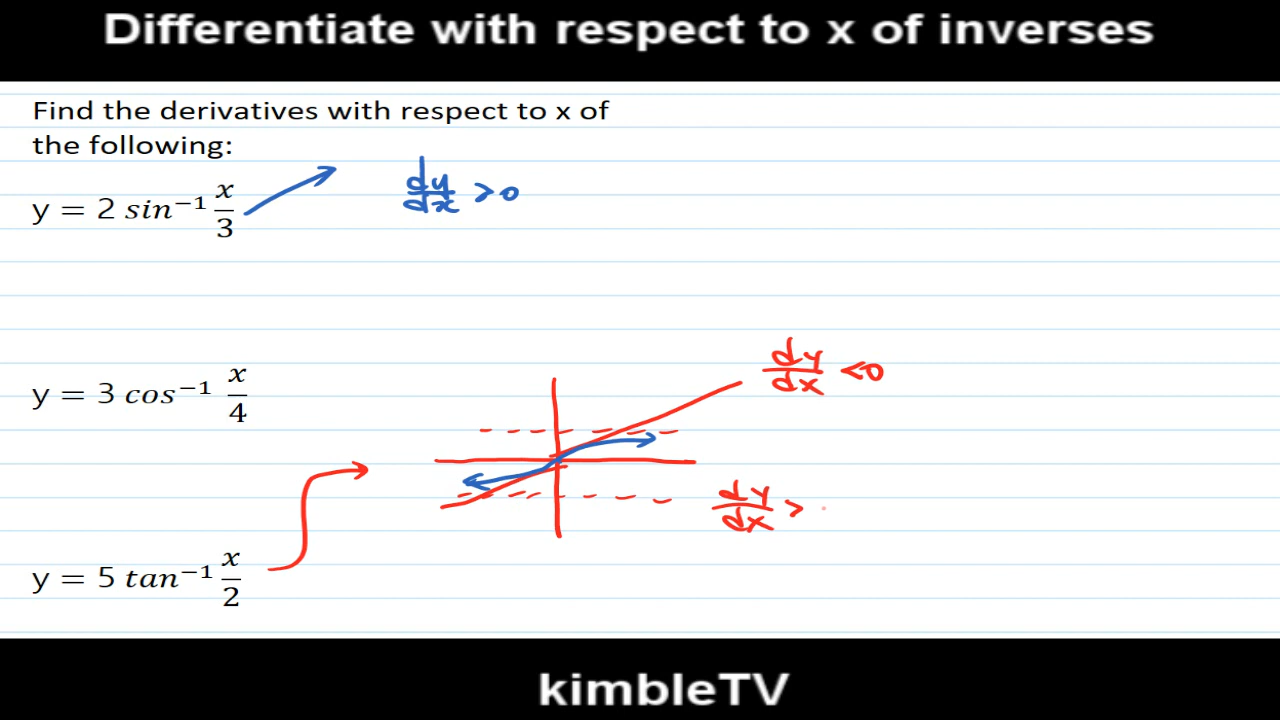 Differentiate with respect to x of inverses
Find the derivatives with respect to x of
the following:
y = 2 sin⁻¹ x/3
dy/dx > 0
y = 3 cos⁻¹ x/4
dy/dx < 0
dy/dx >
y = 5 tan⁻¹ x/2
kimbleTV